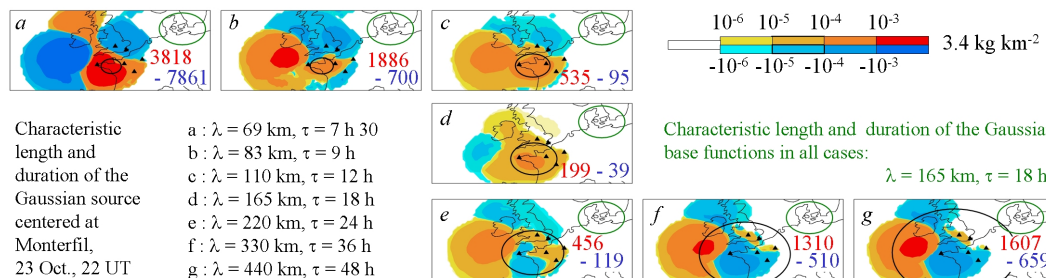 a
3818
- 7861
b
1886
- 700
c
535 - 95
10-6 10-5 10-4 10-3
3.4 kg km-2
-10-6 -10-5 -10-4 -10-3
d
199 - 39
Characteristic
length and
duration of the
Gaussian source
centered at
Monterfil,
23 Oct., 22 UT
a : λ = 69 km, τ = 7 h 30
b : λ = 83 km, τ = 9 h
c : λ = 110 km, τ = 12 h
d : λ = 165 km, τ = 18 h
e : λ = 220 km, τ = 24 h
f : λ = 330 km, τ = 36 h
g : λ = 440 km, τ = 48 h
Characteristic length and duration of the Gaussia
base functions in all cases:
λ = 165 km, τ = 18 h
e
456
- 119
f
1310
- 510
g
1607
- 659